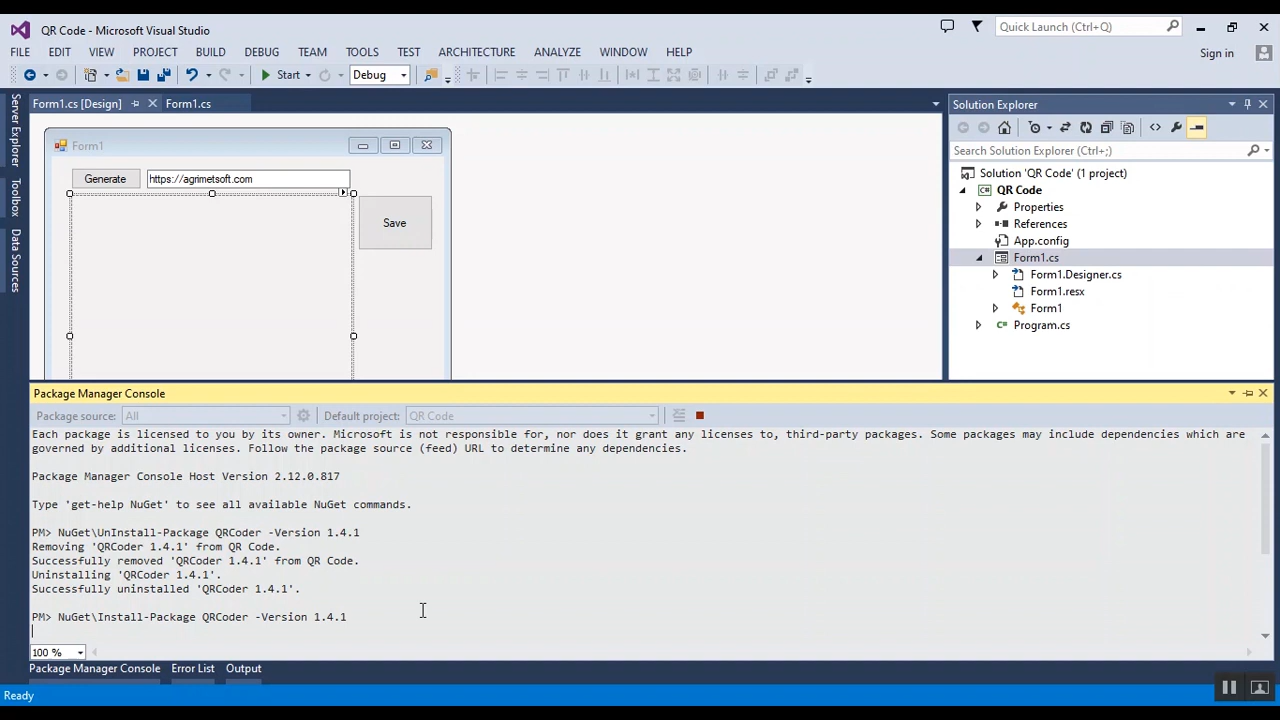 QR Code - Microsoft Visual Studio
Quick Launch (Ctrl+Q)
FILE EDIT VIEW PROJECT BUILD DEBUG TEAM TOOLS TEST ARCHITECTURE ANALYZE WINDOW HELP
Sign in
Start Debug
Server Explorer
Toolbox
Data Sources
Form1.cs [Design] Form1.cs
Form1
Generate https://agrimetsoft.com
Save
Solution Explorer
Search Solution Explorer (Ctrl+;)
Solution 'QR Code' (1 project)
QR Code
Properties
References
App.config
Form1.cs
Form1.Designer.cs
Form1.resx
Form1
Program.cs
Package Manager Console
Package source: All Default project: QR Code
Each package is licensed to you by its owner. Microsoft is not responsible for, nor does it grant any licenses to, third-party packages. Some packages may include dependencies which are
governed by additional licenses. Follow the package source (feed) URL to determine any dependencies.
Package Manager Console Host Version 2.12.0.817
Type 'get-help NuGet' to see all available NuGet commands.
PM> NuGet\UnInstall-Package QRCoder -Version 1.4.1
Removing 'QRCoder 1.4.1' from QR Code.
Successfully removed 'QRCoder 1.4.1' from QR Code.
Uninstalling 'QRCoder 1.4.1'.
Successfully uninstalled 'QRCoder 1.4.1'.
PM> NuGet\Install-Package QRCoder -Version 1.4.1
100 %
Package Manager Console Error List Output
Ready